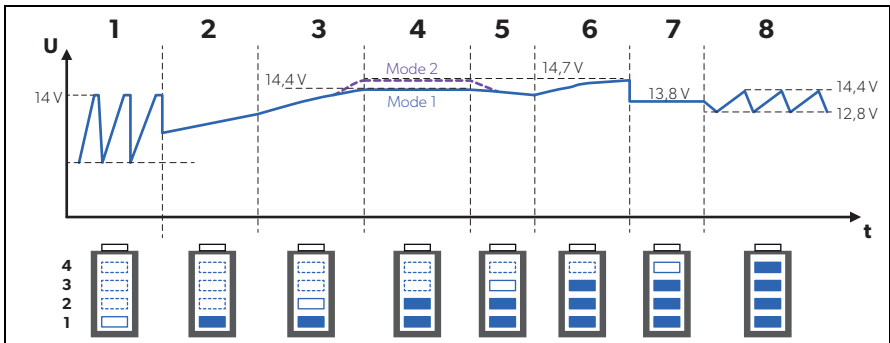 1 2 3 4 5 6 7 8
U
Mode 2
14,7 V
14,4 V
14,4 V
14 V
Mode 1
13,8 V
12,8 V
t
4
3
2
1